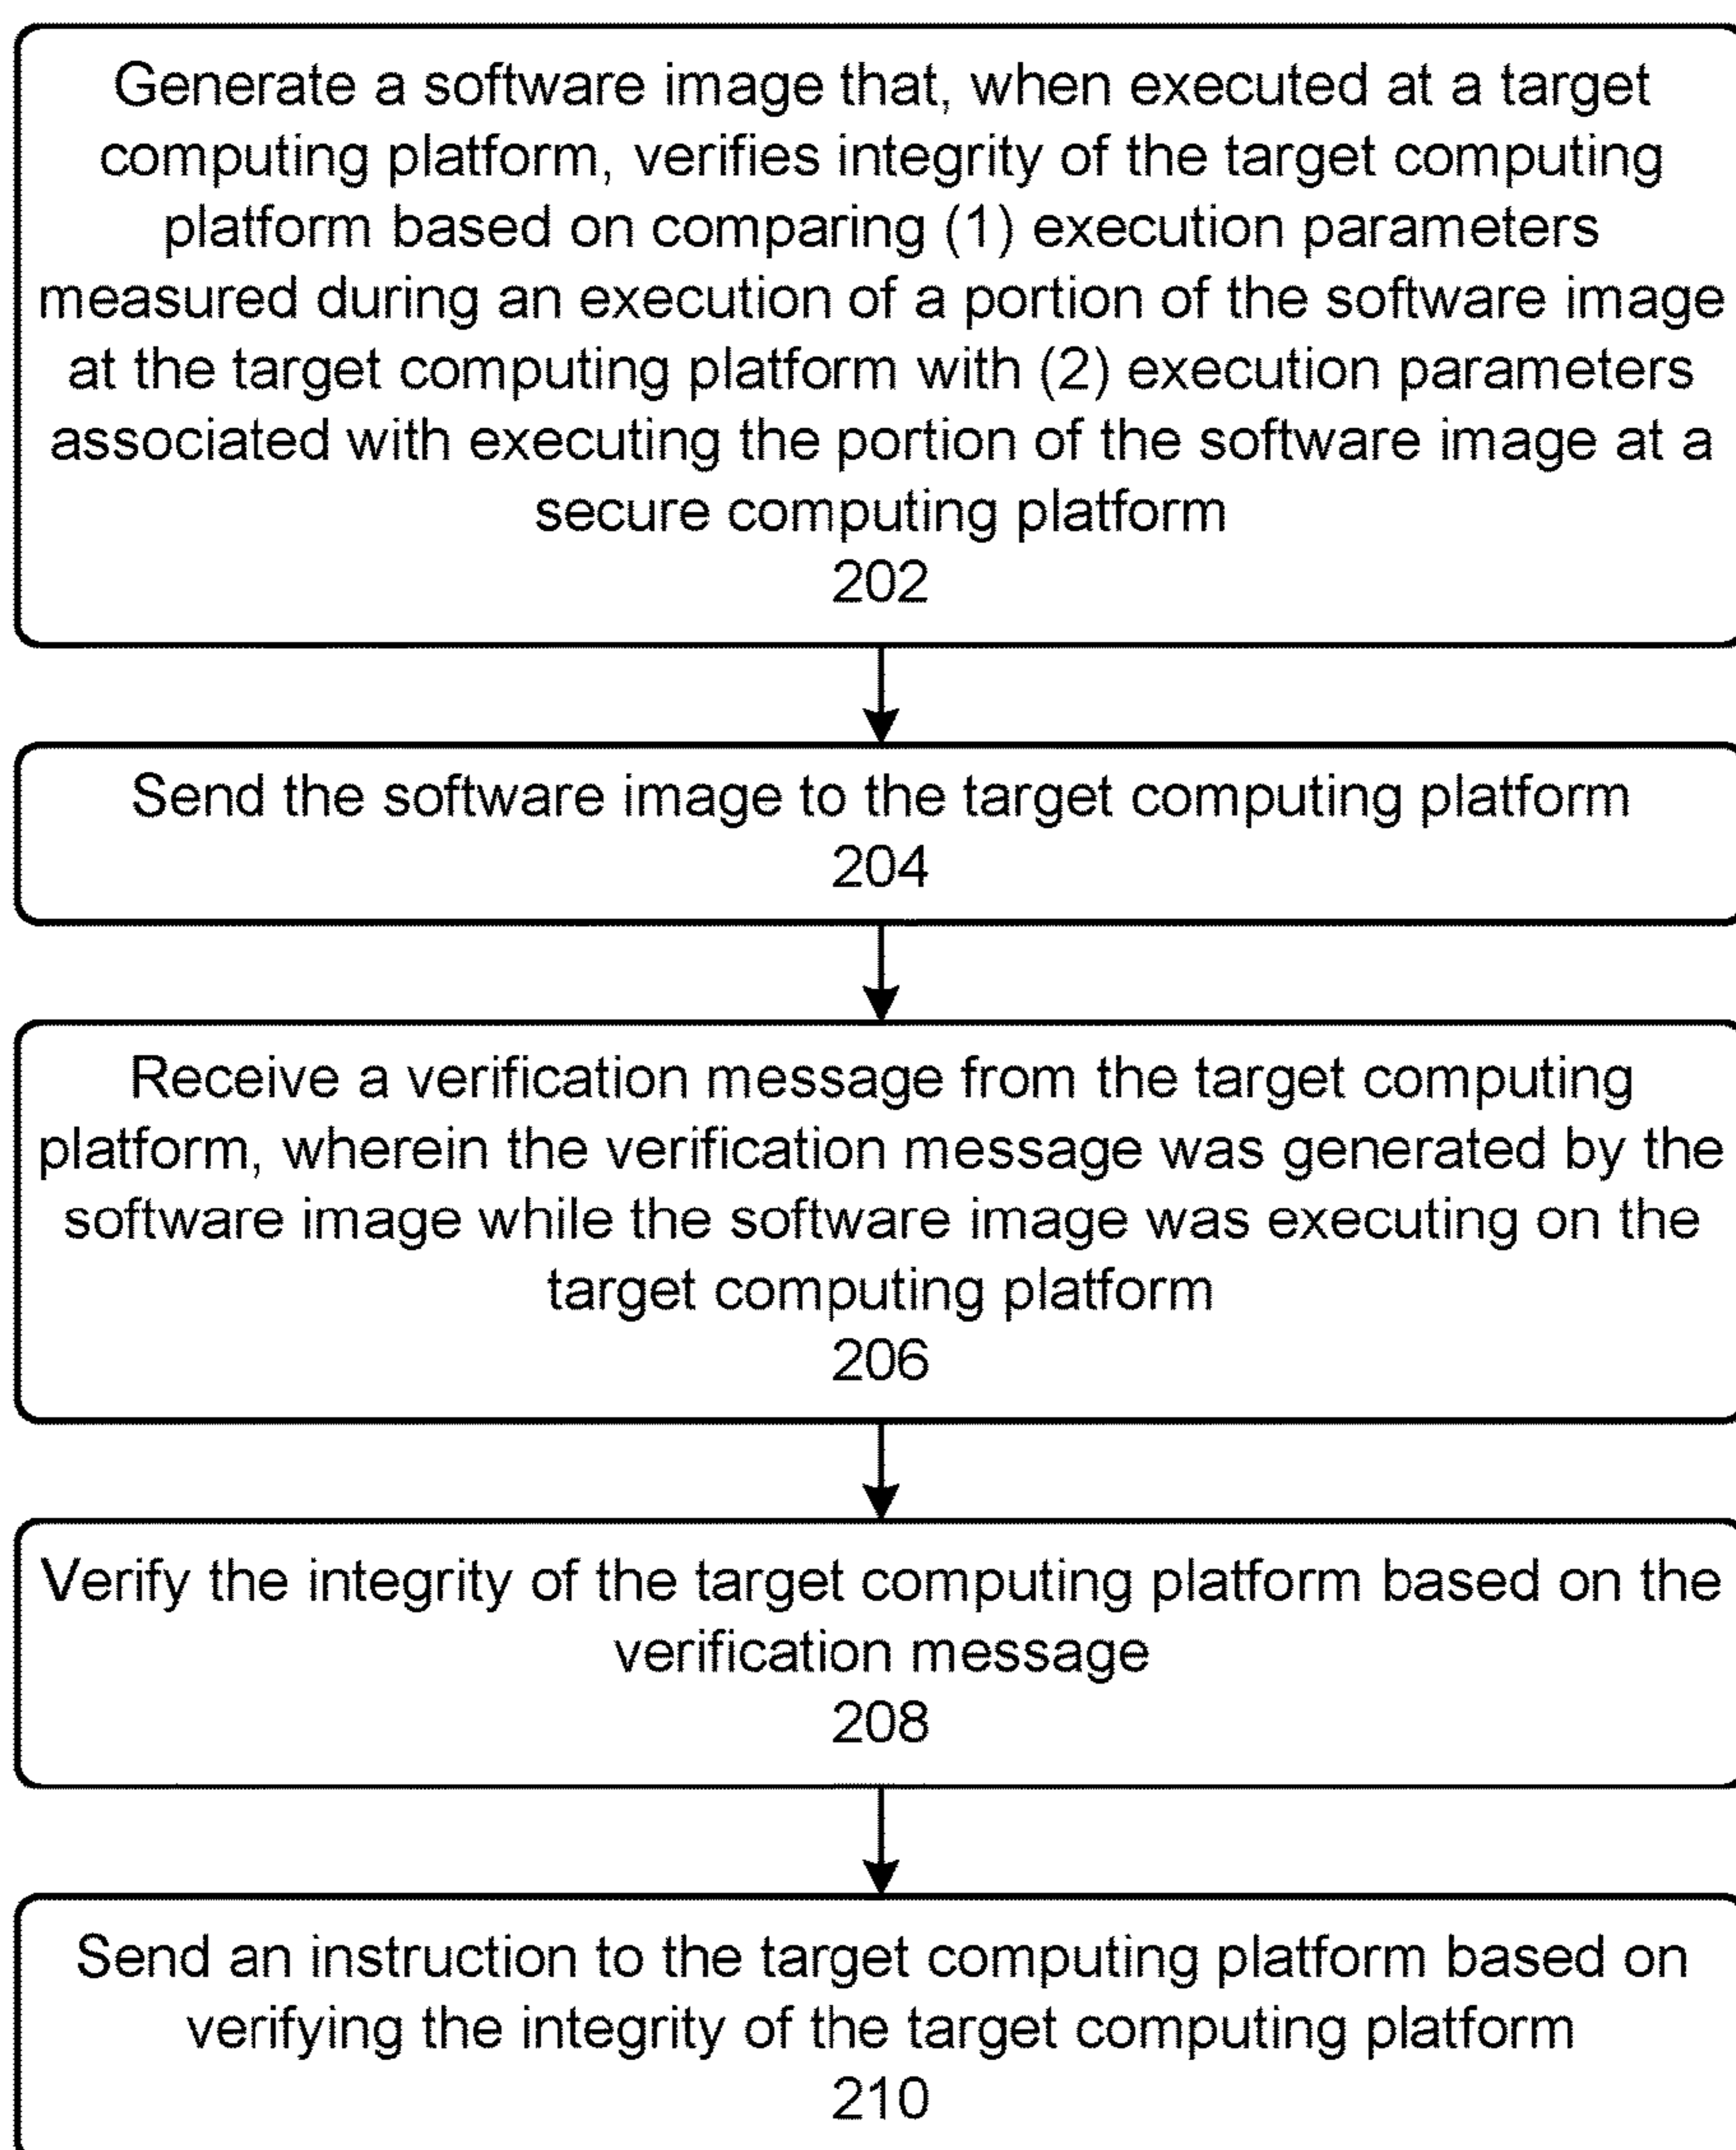 Generate a software image that, when executed at a target
computing platform, verifies integrity of the target computing
platform based on comparing (1) execution parameters
measured during an execution of a portion of the software image
at the target computing platform with (2) execution parameters
associated with executing the portion of the software image at a
secure computing platform
202
Send the software image to the target computing platform
204
Receive a verification message from the target computing
platform, wherein the verification message was generated by the
software image while the software image was executing on the
target computing platform
206
Verify the integrity of the target computing platform based on the
verification message
208
Send an instruction to the target computing platform based on
verifying the integrity of the target computing platform
210